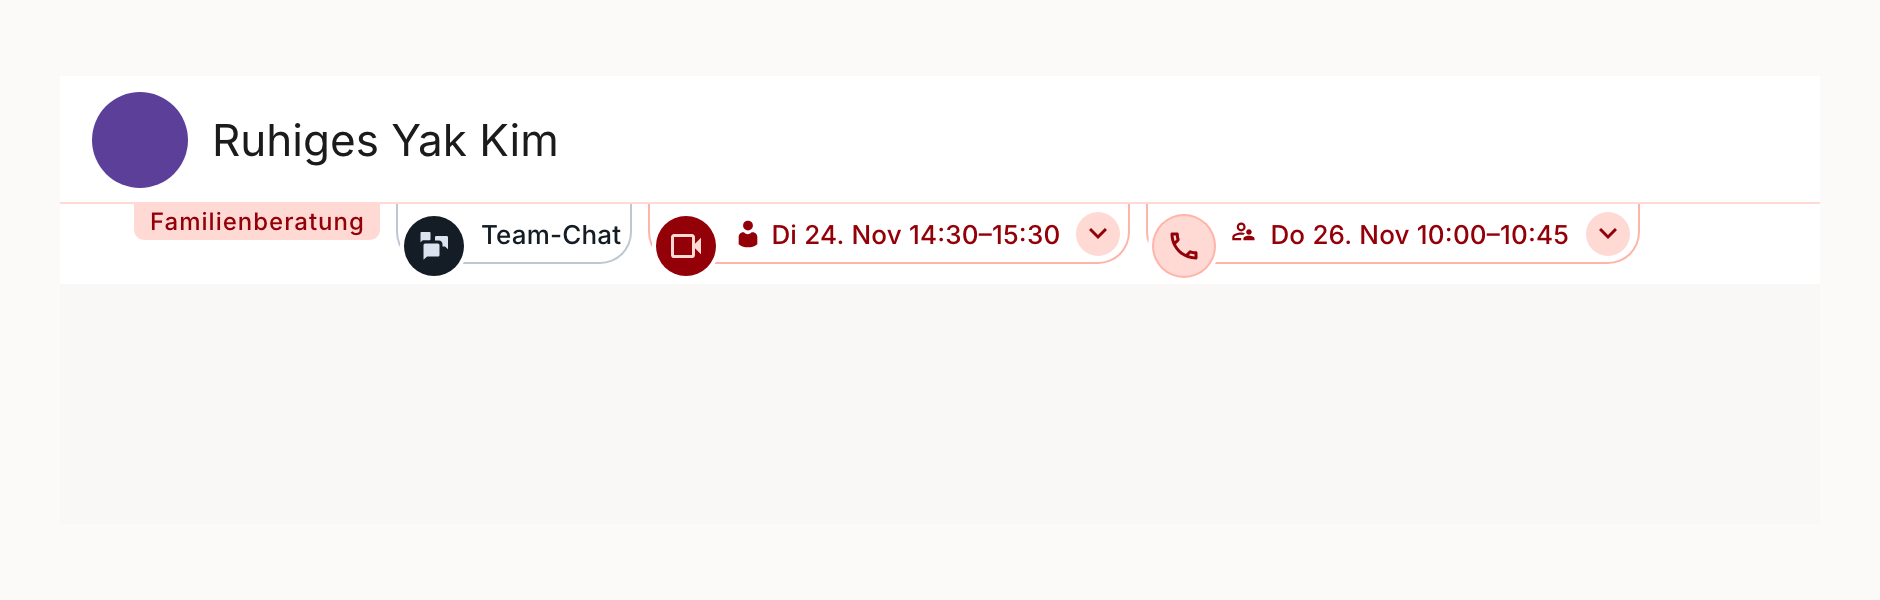 Ruhiges Yak Kim
Familienberatung
Team-Chat
Di 24. Nov 14:30–15:30
Do 26. Nov 10:00–10:45